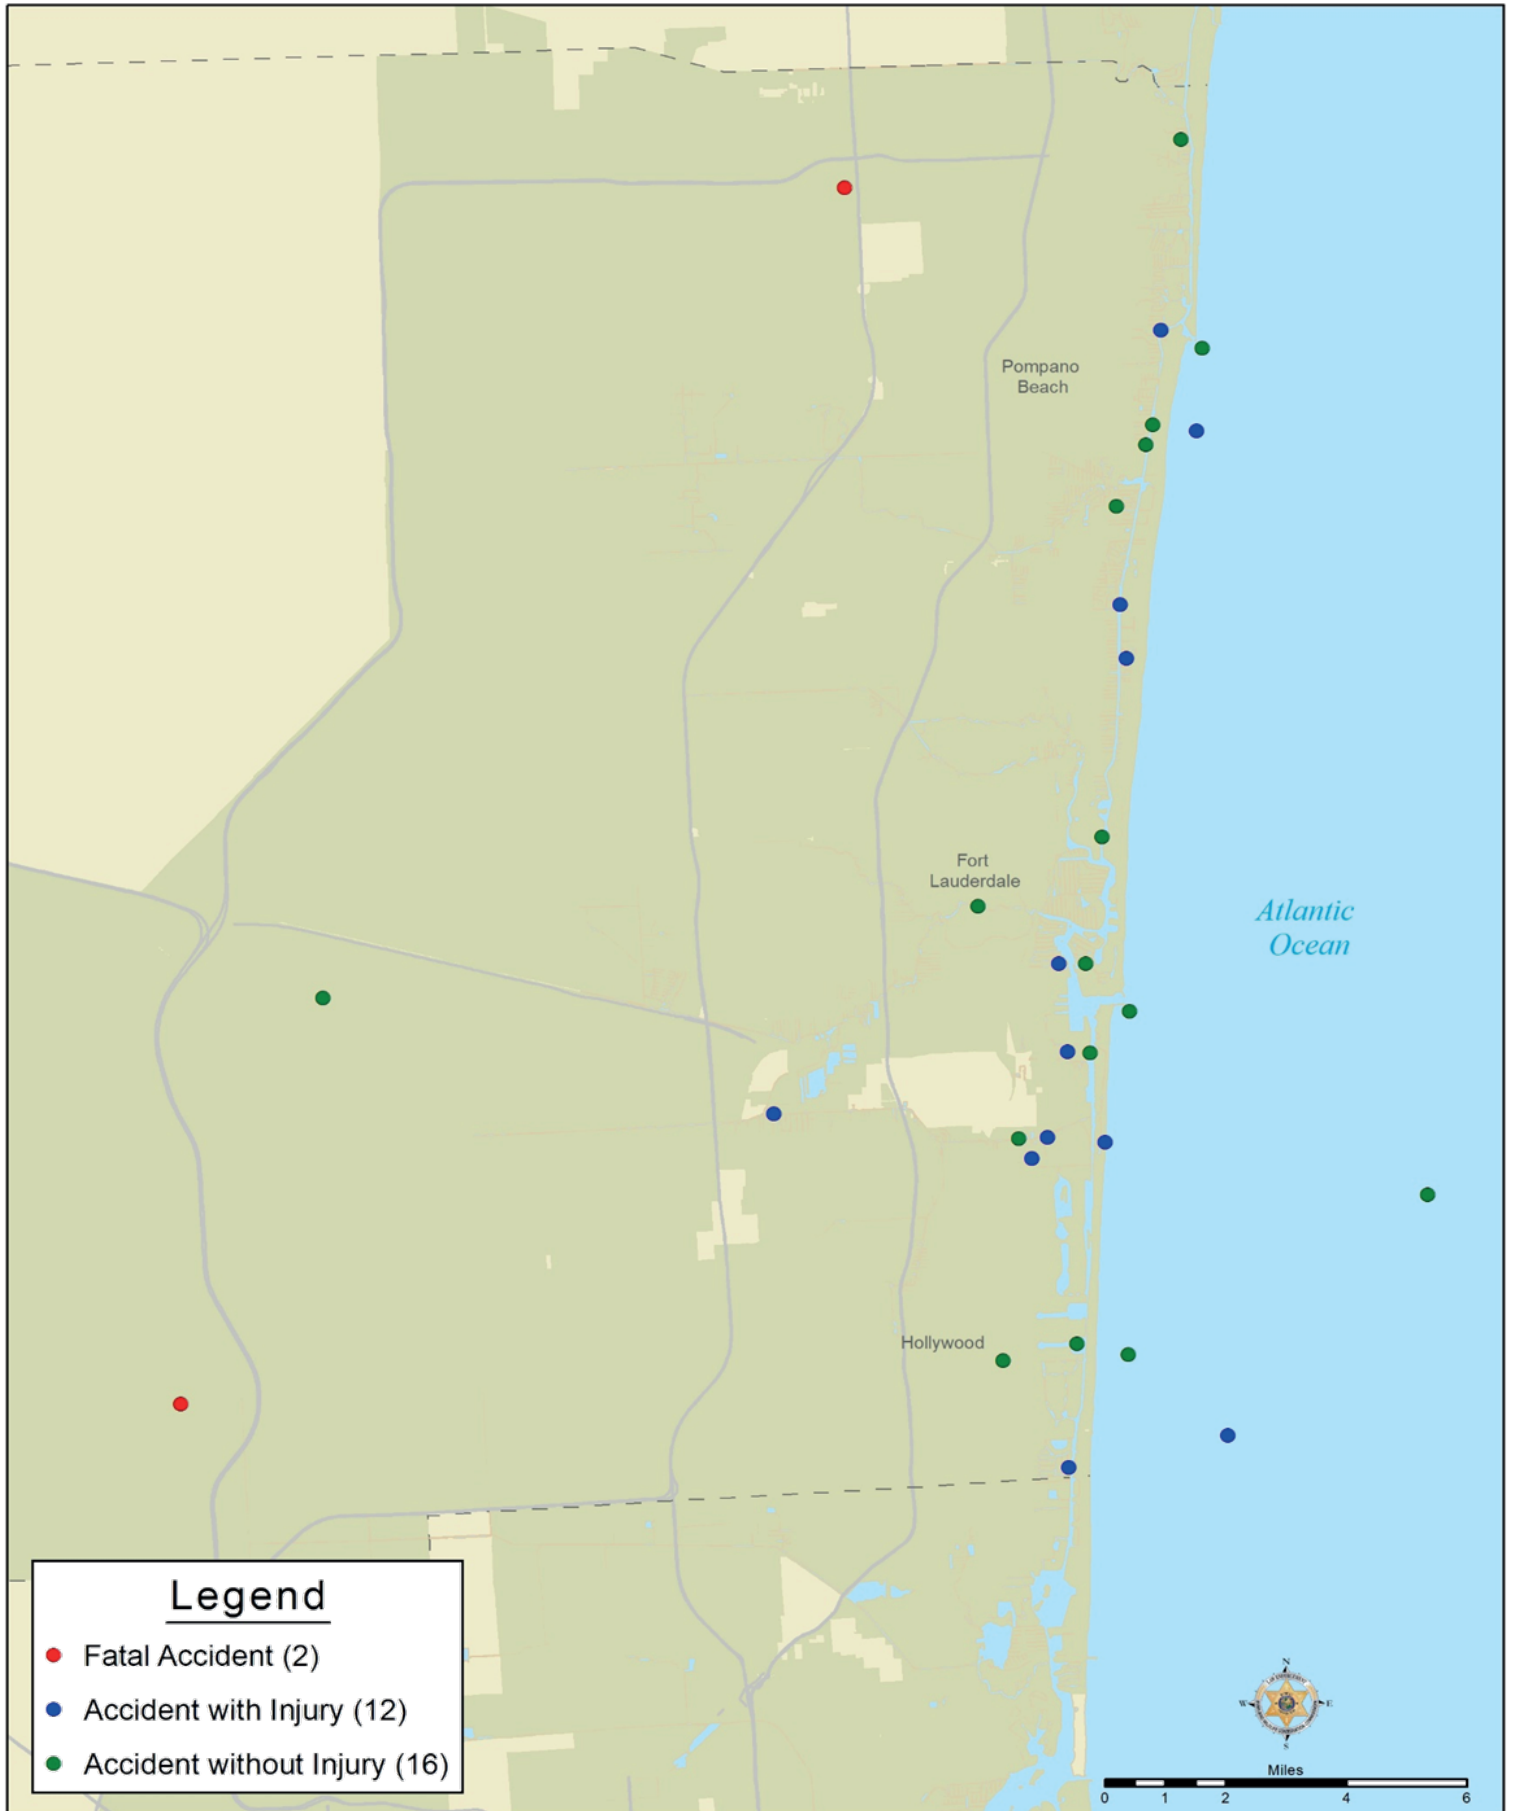 Pompano
Beach
Fort
Lauderdale
Atlantic
Ocean
Hollywood
Legend
Fatal Accident (2)
Accident with Injury (12)
Accident without Injury (16)
N
W
E
S
Miles
0 1 2 4 6